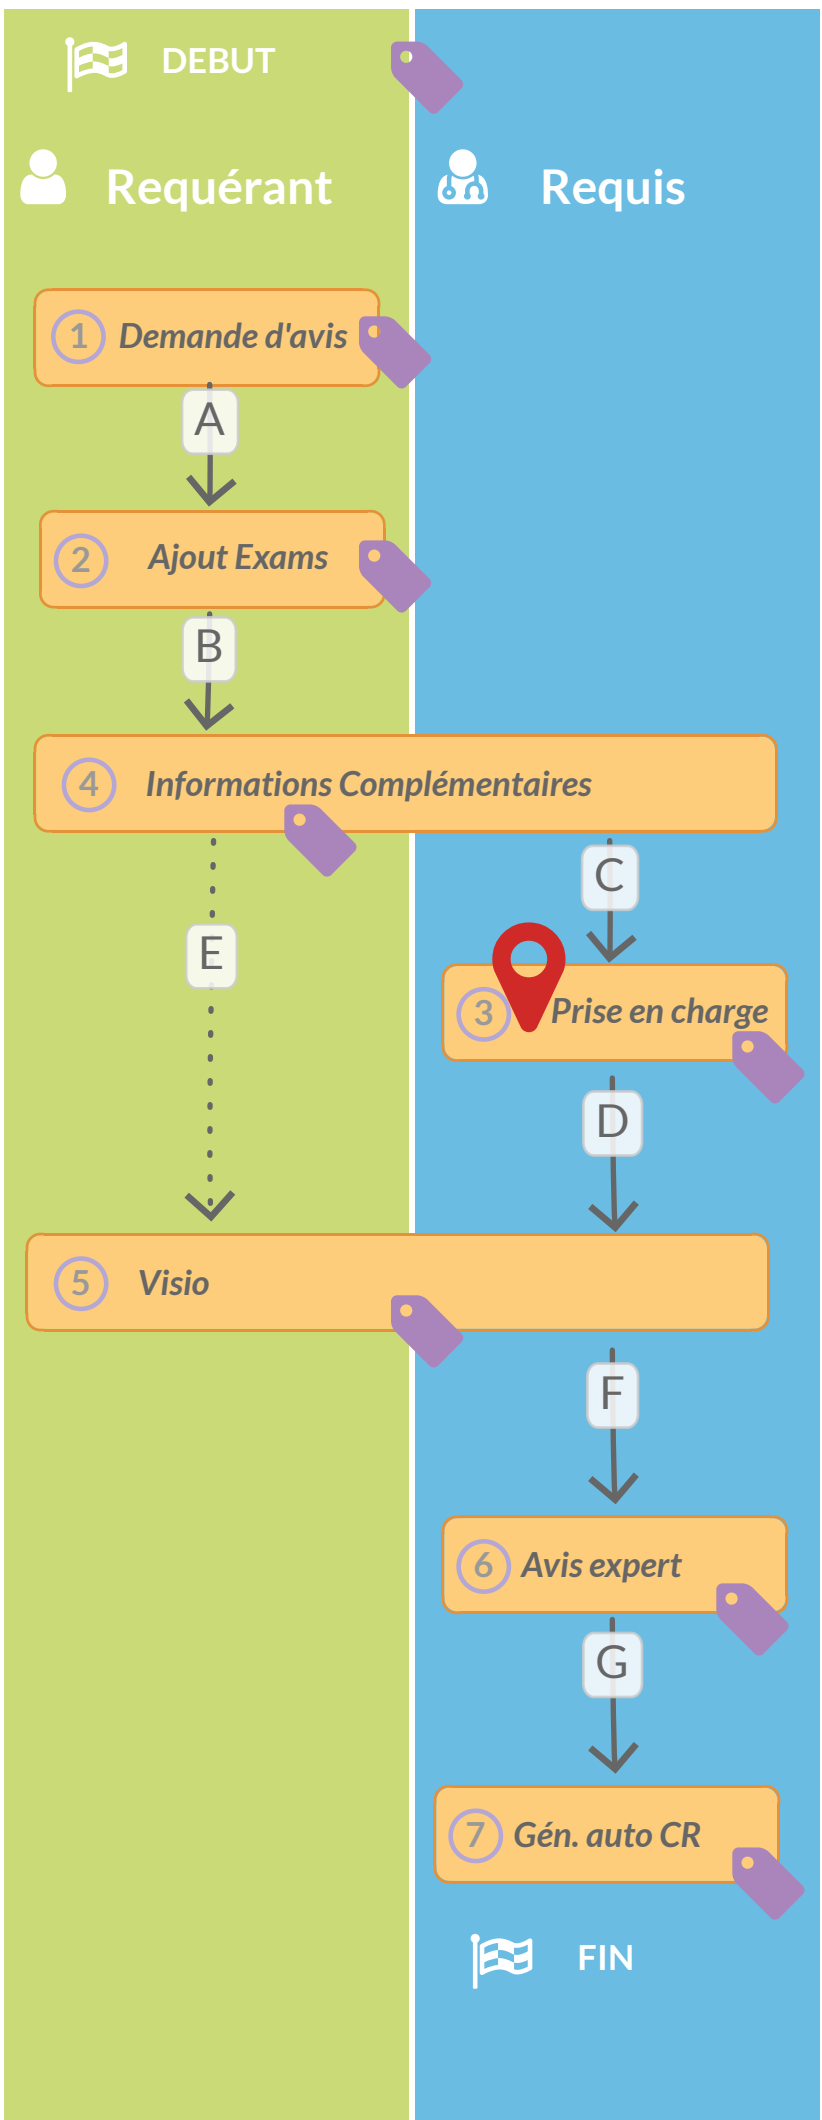 DEBUT
Requérant
Requis
1 Demande d'avis
A
2 Ajout Exams
B
4 Informations Complémentaires
C
E
3 Prise en charge
D
5 Visio
F
6 Avis expert
G
7 Gén. auto CR
FIN